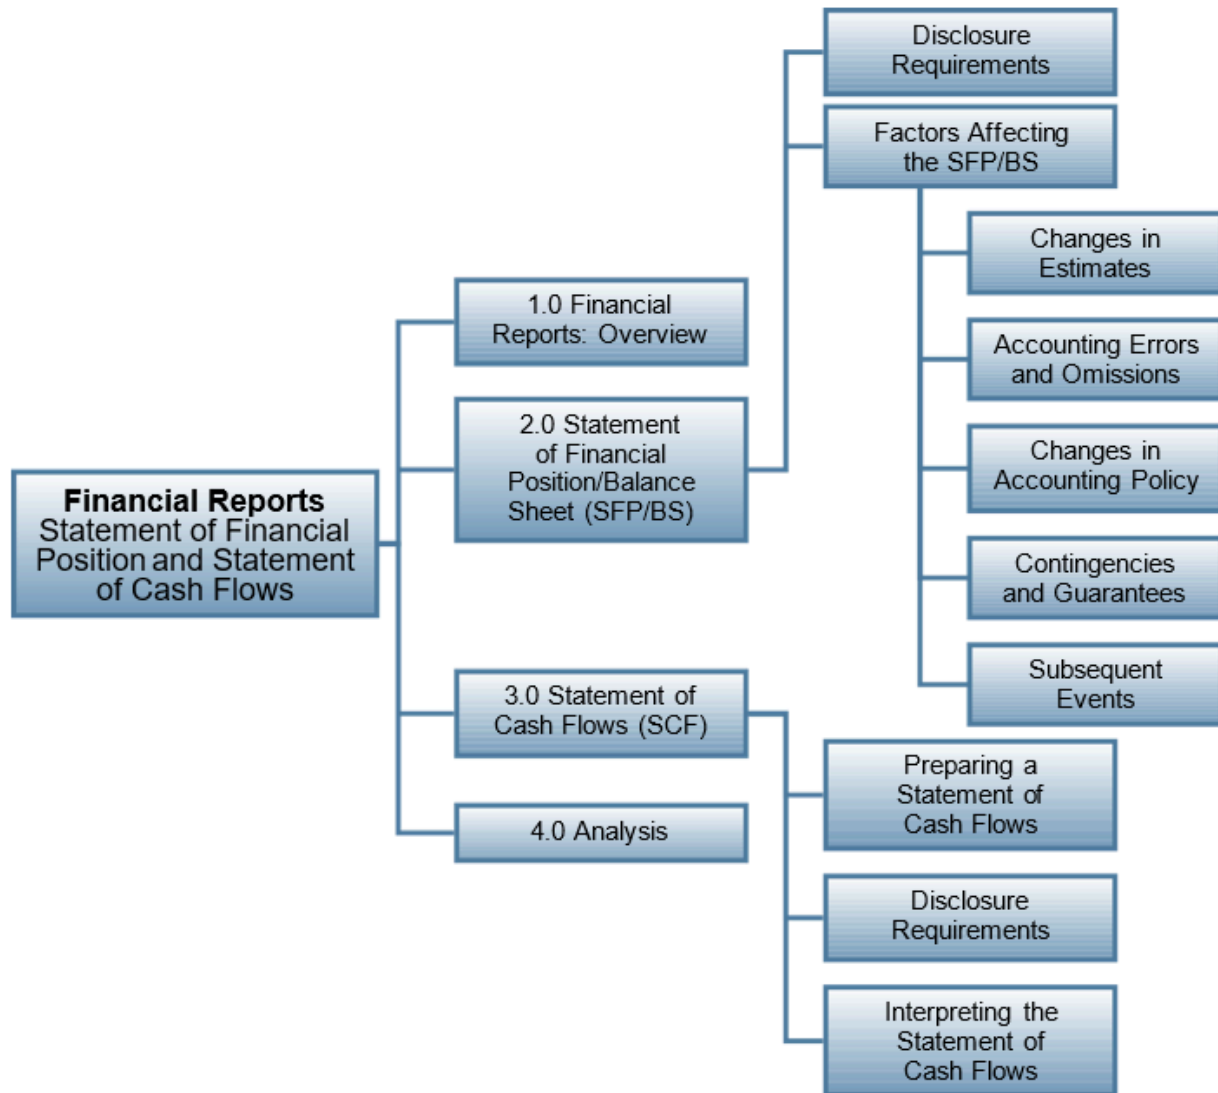 Financial Reports
Statement of Financial
Position and Statement
of Cash Flows
1.0 Financial
Reports: Overview
2.0 Statement
of Financial
Position/Balance
Sheet (SFP/BS)
Disclosure
Requirements
Factors Affecting
the SFP/BS
Changes in
Estimates
Accounting Errors
and Omissions
Changes in
Accounting Policy
Contingencies
and Guarantees
Subsequent
Events
3.0 Statement of
Cash Flows (SCF)
Preparing a
Statement of
Cash Flows
Disclosure
Requirements
Interpreting the
Statement of
Cash Flows
4.0 Analysis